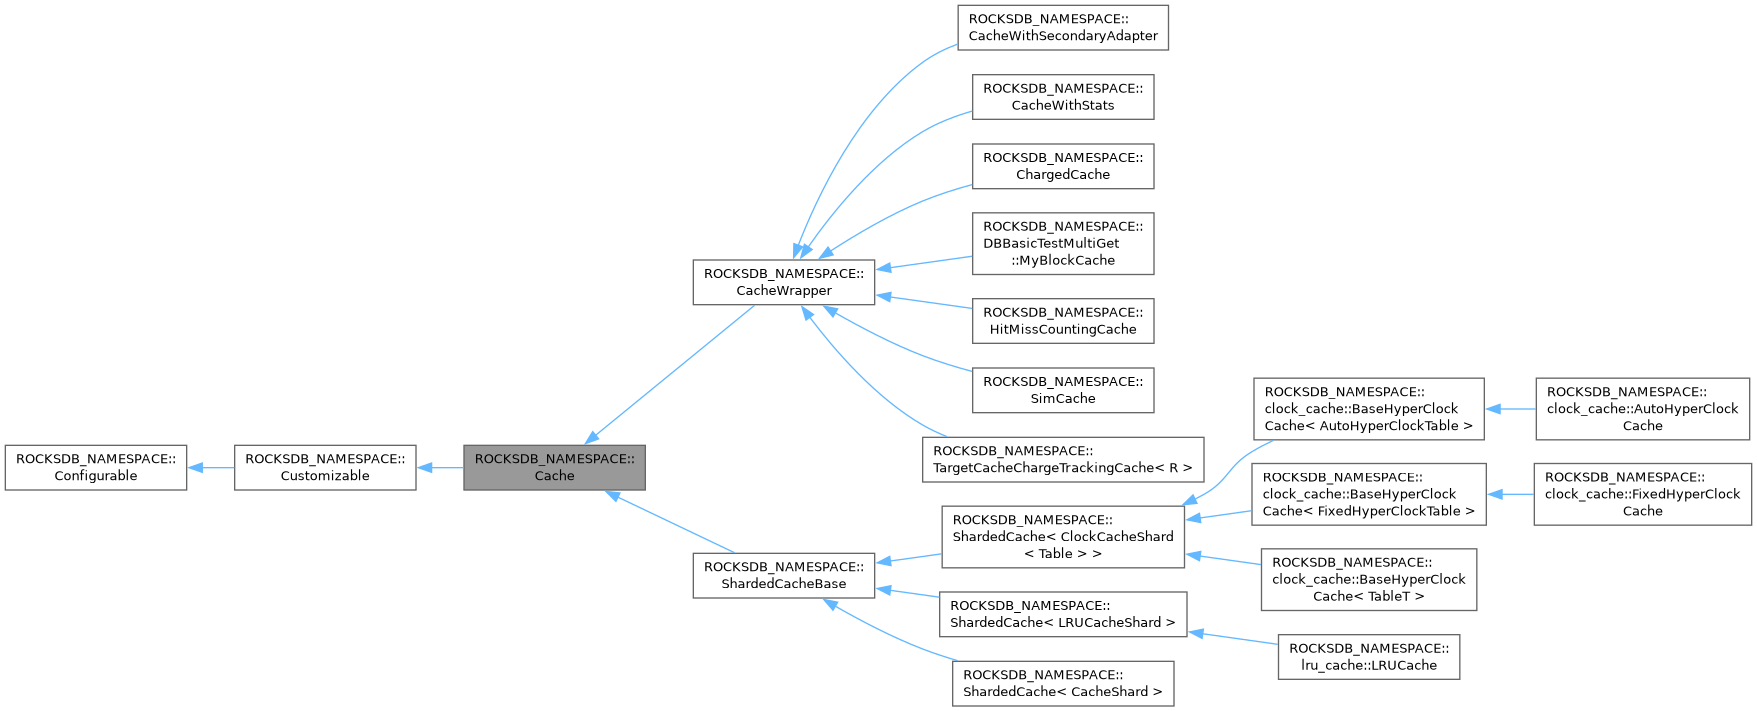 ROCKSDB_NAMESPACE::
Configurable
ROCKSDB_NAMESPACE::
Customizable
ROCKSDB_NAMESPACE::
Cache
ROCKSDB_NAMESPACE::
CacheWrapper
ROCKSDB_NAMESPACE::
CacheWithSecondaryAdapter
ROCKSDB_NAMESPACE::
CacheWithStats
ROCKSDB_NAMESPACE::
ChargedCache
ROCKSDB_NAMESPACE::
DBBasicTestMultiGet
::MyBlockCache
ROCKSDB_NAMESPACE::
HitMissCountingCache
ROCKSDB_NAMESPACE::
SimCache
ROCKSDB_NAMESPACE::
TargetCacheChargeTrackingCache< R >
ROCKSDB_NAMESPACE::
ShardedCacheBase
ROCKSDB_NAMESPACE::
ShardedCache< ClockCacheShard
< Table > >
ROCKSDB_NAMESPACE::
clock_cache::BaseHyperClock
Cache< AutoHyperClockTable >
ROCKSDB_NAMESPACE::
clock_cache::AutoHyperClock
Cache
ROCKSDB_NAMESPACE::
clock_cache::BaseHyperClock
Cache< FixedHyperClockTable >
ROCKSDB_NAMESPACE::
clock_cache::FixedHyperClock
Cache
ROCKSDB_NAMESPACE::
clock_cache::BaseHyperClock
Cache< TableT >
ROCKSDB_NAMESPACE::
ShardedCache< LRUCacheShard >
ROCKSDB_NAMESPACE::
lru_cache::LRUCache
ROCKSDB_NAMESPACE::
ShardedCache< CacheShard >